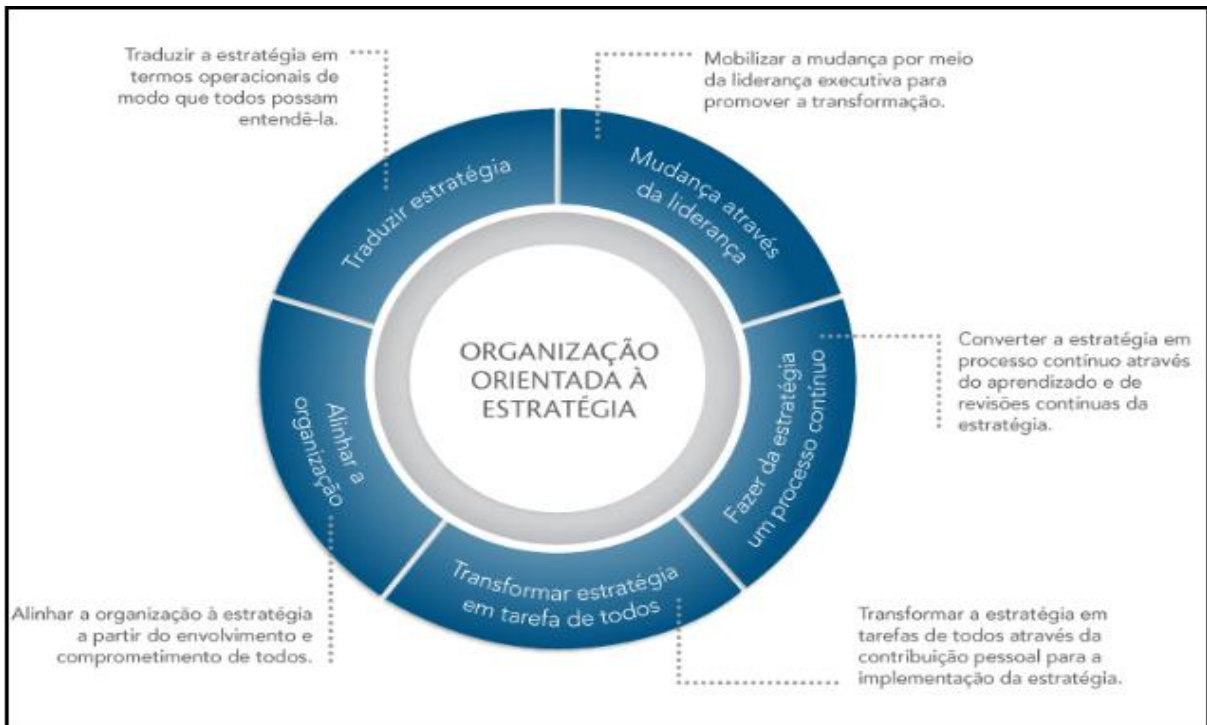 Traduzir a estratégia em
termos operacionais de
modo que todos possam
entendê-la.
Mobilizar a mudança por meio
da liderança executiva para
promover a transformação.
Traduzir estratégia
Mudança através
da liderança
ORGANIZAÇÃO
ORIENTADA À
ESTRATÉGIA
Converter a estratégia em
processo contínuo através
do aprendizado e de
revisões contínuas da
estratégia.
Alinhar a
organização
Fazer da estratégia
um processo contínuo
Transformar estratégia
em tarefa de todos
Alinhar a organização à estratégia
a partir do envolvimento e
comprometimento de todos.
Transformar a estratégia em
tarefas de todos através da
contribuição pessoal para a
implementação da estratégia.